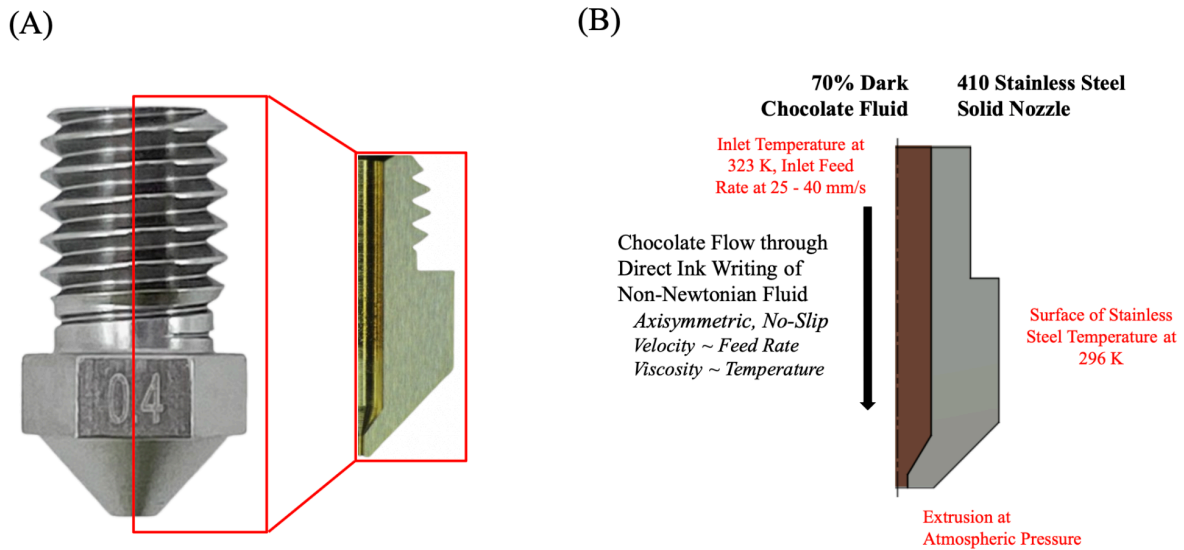 (A)
0.4
(B)
70% Dark
Chocolate Fluid
410 Stainless Steel
Solid Nozzle
Inlet Temperature at
323 K, Inlet Feed
Rate at 25 - 40 mm/s
Chocolate Flow through
Direct Ink Writing of
Non-Newtonian Fluid
Axisymmetric, No-Slip
Velocity ~ Feed Rate
Viscosity ~ Temperature
Surface of Stainless
Steel Temperature at
296 K
Extrusion at
Atmospheric Pressure